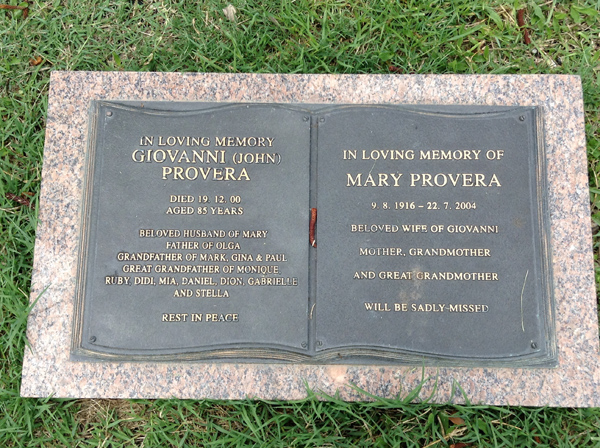 IN LOVING MEMORY
GIOVANNI (JOHN)
PROVERA
DIED 19. 12. 00
AGED 85 YEARS
BELOVED HUSBAND OF MARY
FATHER OF OLGA
GRANDFATHER OF MARK, GINA & PAUL
GREAT GRANDFATHER OF MONIQUE,
RUBY, DIDI, MIA, DANIEL, DION, GABRIELLE
AND STELLA
REST IN PEACE
IN LOVING MEMORY OF
MARY PROVERA
9. 8. 1916 – 22. 7. 2004
BELOVED WIFE OF GIOVANNI
MOTHER, GRANDMOTHER
AND GREAT GRANDMOTHER
WILL BE SADLY MISSED